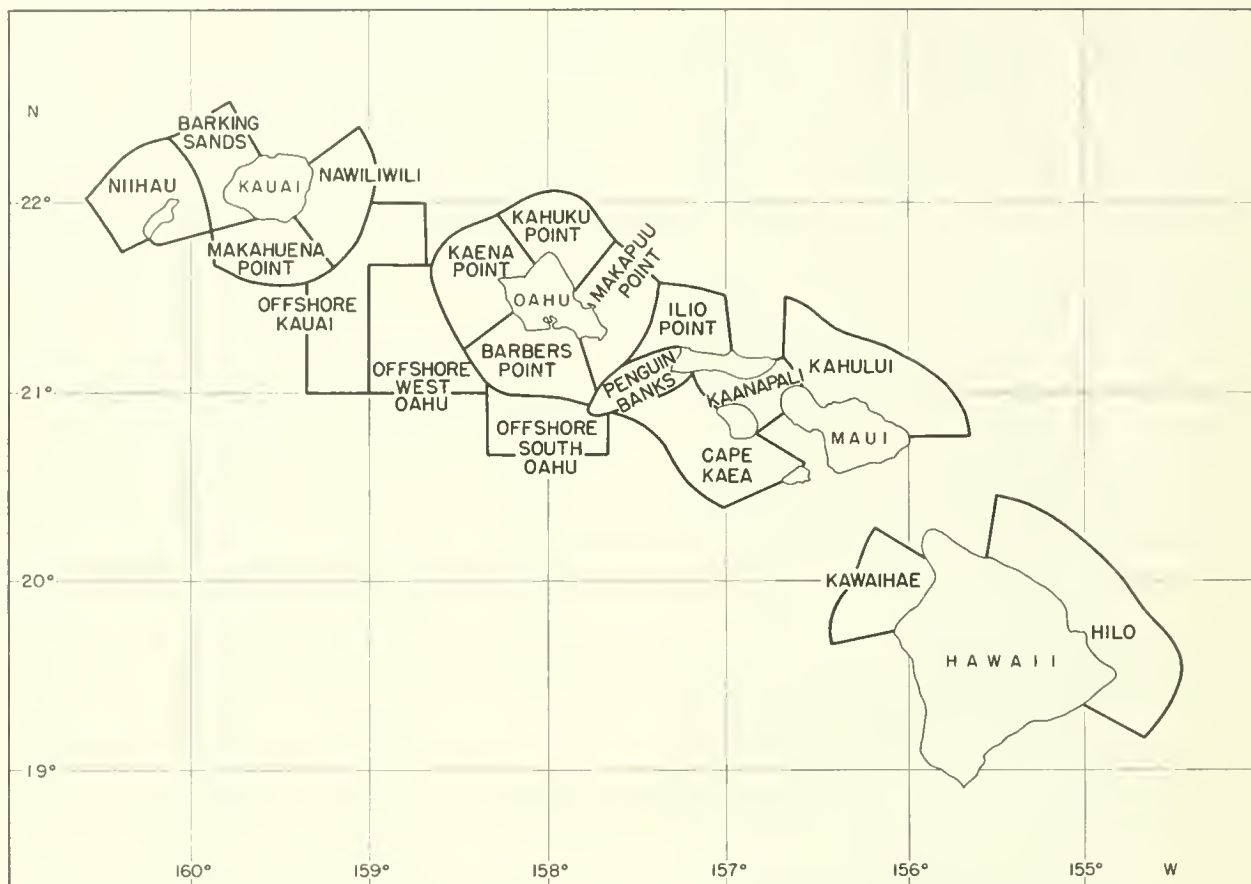 N
BARKING
SANDS
NIIHAU
KAUAI
NAWILIWILI
22°
MAKAHUENA
POINT
OFFSHORE
KAUAI
KAHUKU
POINT
KAENA
POINT
MAKAPUU
POINT
OAHU
ILIO
POINT
BARBERS
POINT
OFFSHORE
WEST
OAHU
21°
PENGUIN
BANKS
KAANAPALI
KAHULUI
MAUI
OFFSHORE
SOUTH
OAHU
CAPE
KAEA
20°
KAWAIHAE
HILO
HAWAII
19°
160°
159°
158°
157°
156°
155°
W